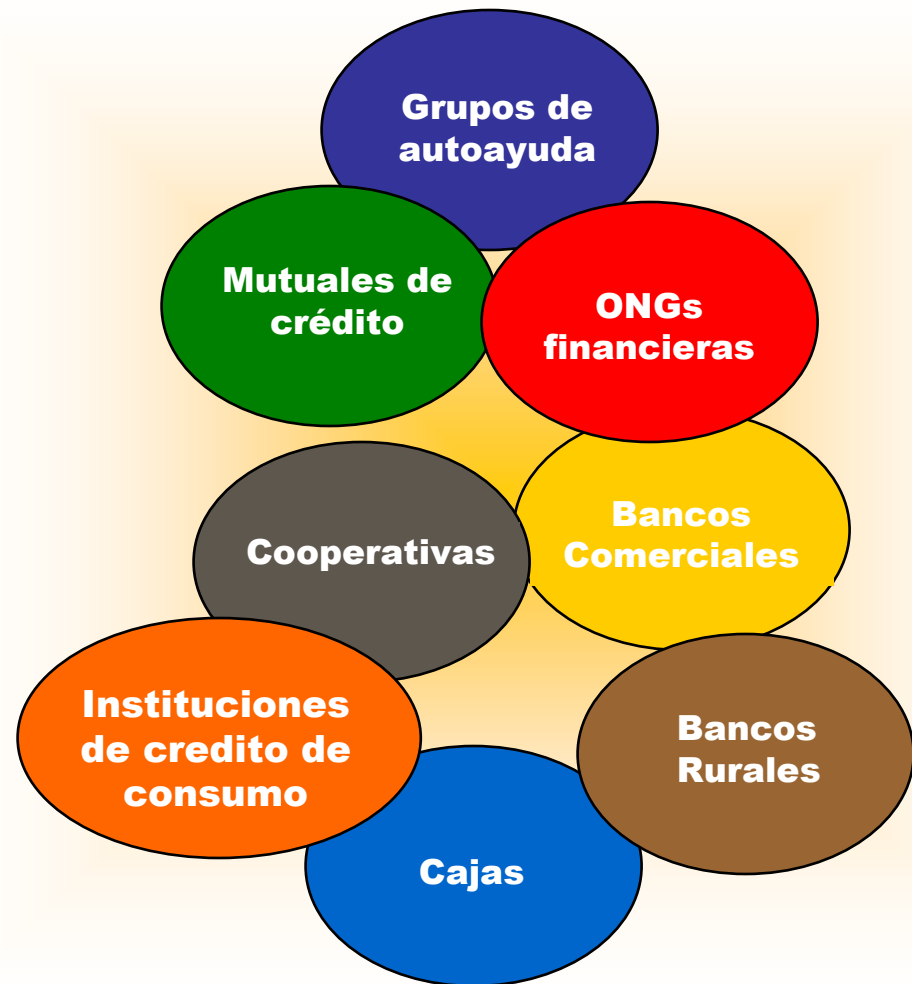 Grupos de
autoayuda
Mutuales de
crédito
ONGs
financieras
Cooperativas
Bancos
Comerciales
Instituciones
de credito de
consumo
Bancos
Rurales
Cajas